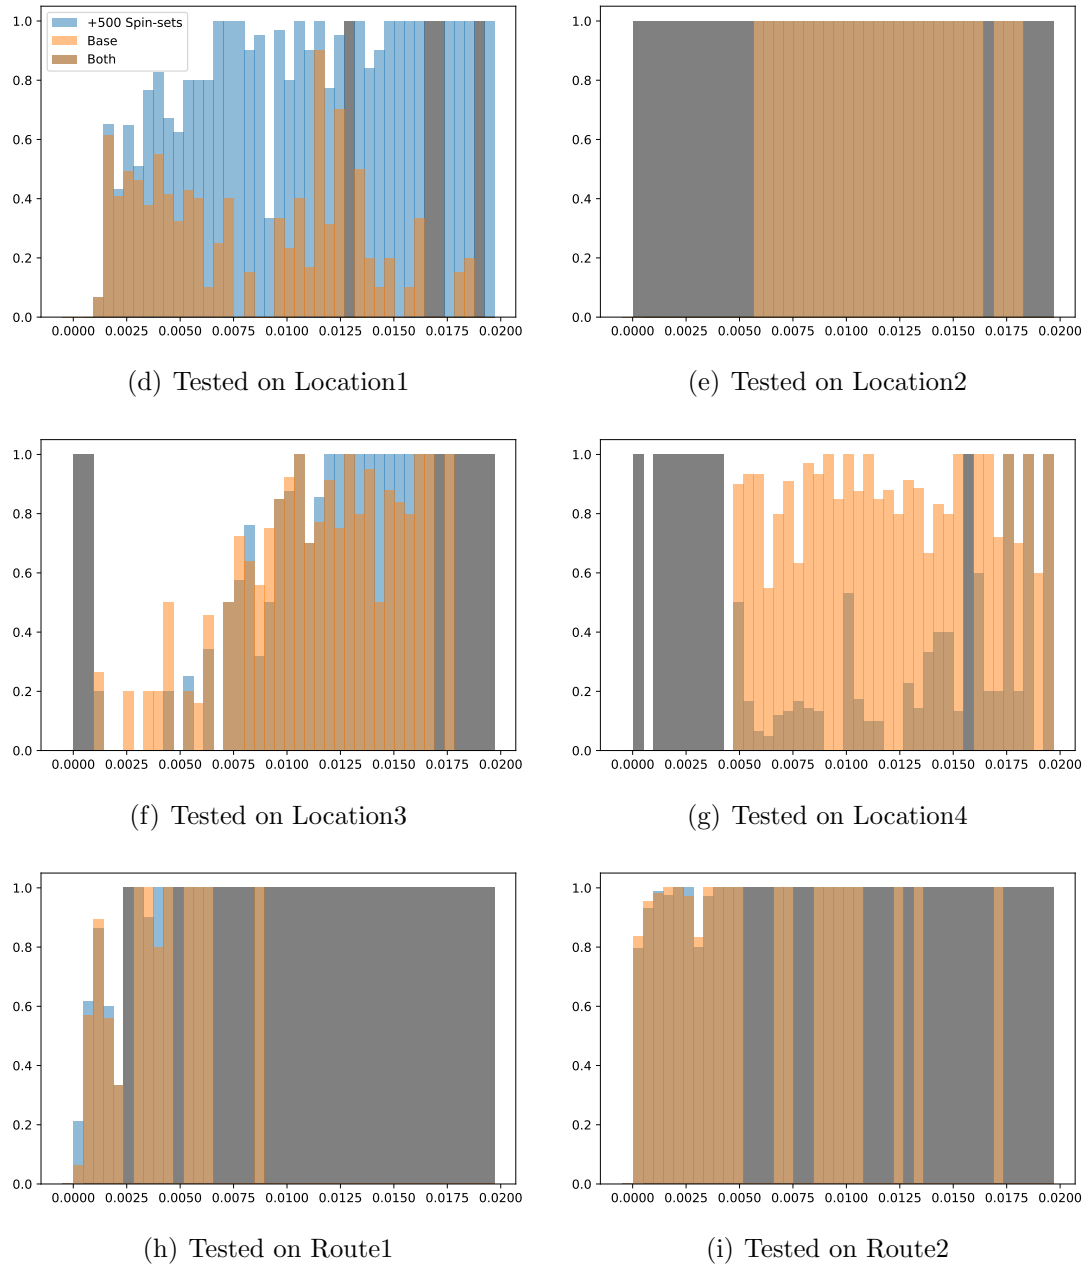 +500 Spin-sets
Base
Both
1.0
0.8
0.6
0.4
0.2
0.0
0.0000 0.0025 0.0050 0.0075 0.0100 0.0125 0.0150 0.0175 0.0200
(d) Tested on Location1
1.0
0.8
0.6
0.4
0.2
0.0
0.0000 0.0025 0.0050 0.0075 0.0100 0.0125 0.0150 0.0175 0.0200
(e) Tested on Location2
1.0
0.8
0.6
0.4
0.2
0.0
0.0000 0.0025 0.0050 0.0075 0.0100 0.0125 0.0150 0.0175 0.0200
(f) Tested on Location3
1.0
0.8
0.6
0.4
0.2
0.0
0.0000 0.0025 0.0050 0.0075 0.0100 0.0125 0.0150 0.0175 0.0200
(g) Tested on Location4
1.0
0.8
0.6
0.4
0.2
0.0
0.0000 0.0025 0.0050 0.0075 0.0100 0.0125 0.0150 0.0175 0.0200
(h) Tested on Route1
1.0
0.8
0.6
0.4
0.2
0.0
0.0000 0.0025 0.0050 0.0075 0.0100 0.0125 0.0150 0.0175 0.0200
(i) Tested on Route2